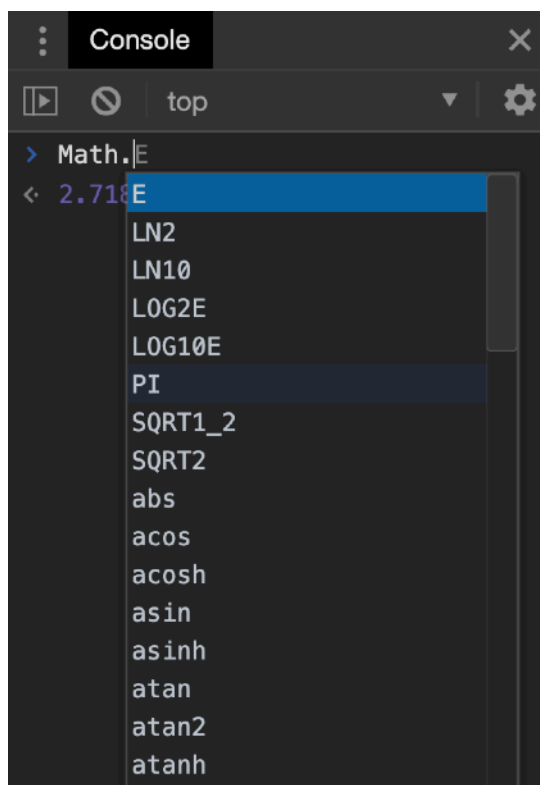 Console
top
Math.E
2.718
E
LN2
LN10
LOG2E
LOG10E
PI
SQRT1_2
SQRT2
abs
acos
acosh
asin
asinh
atan
atan2
atanh